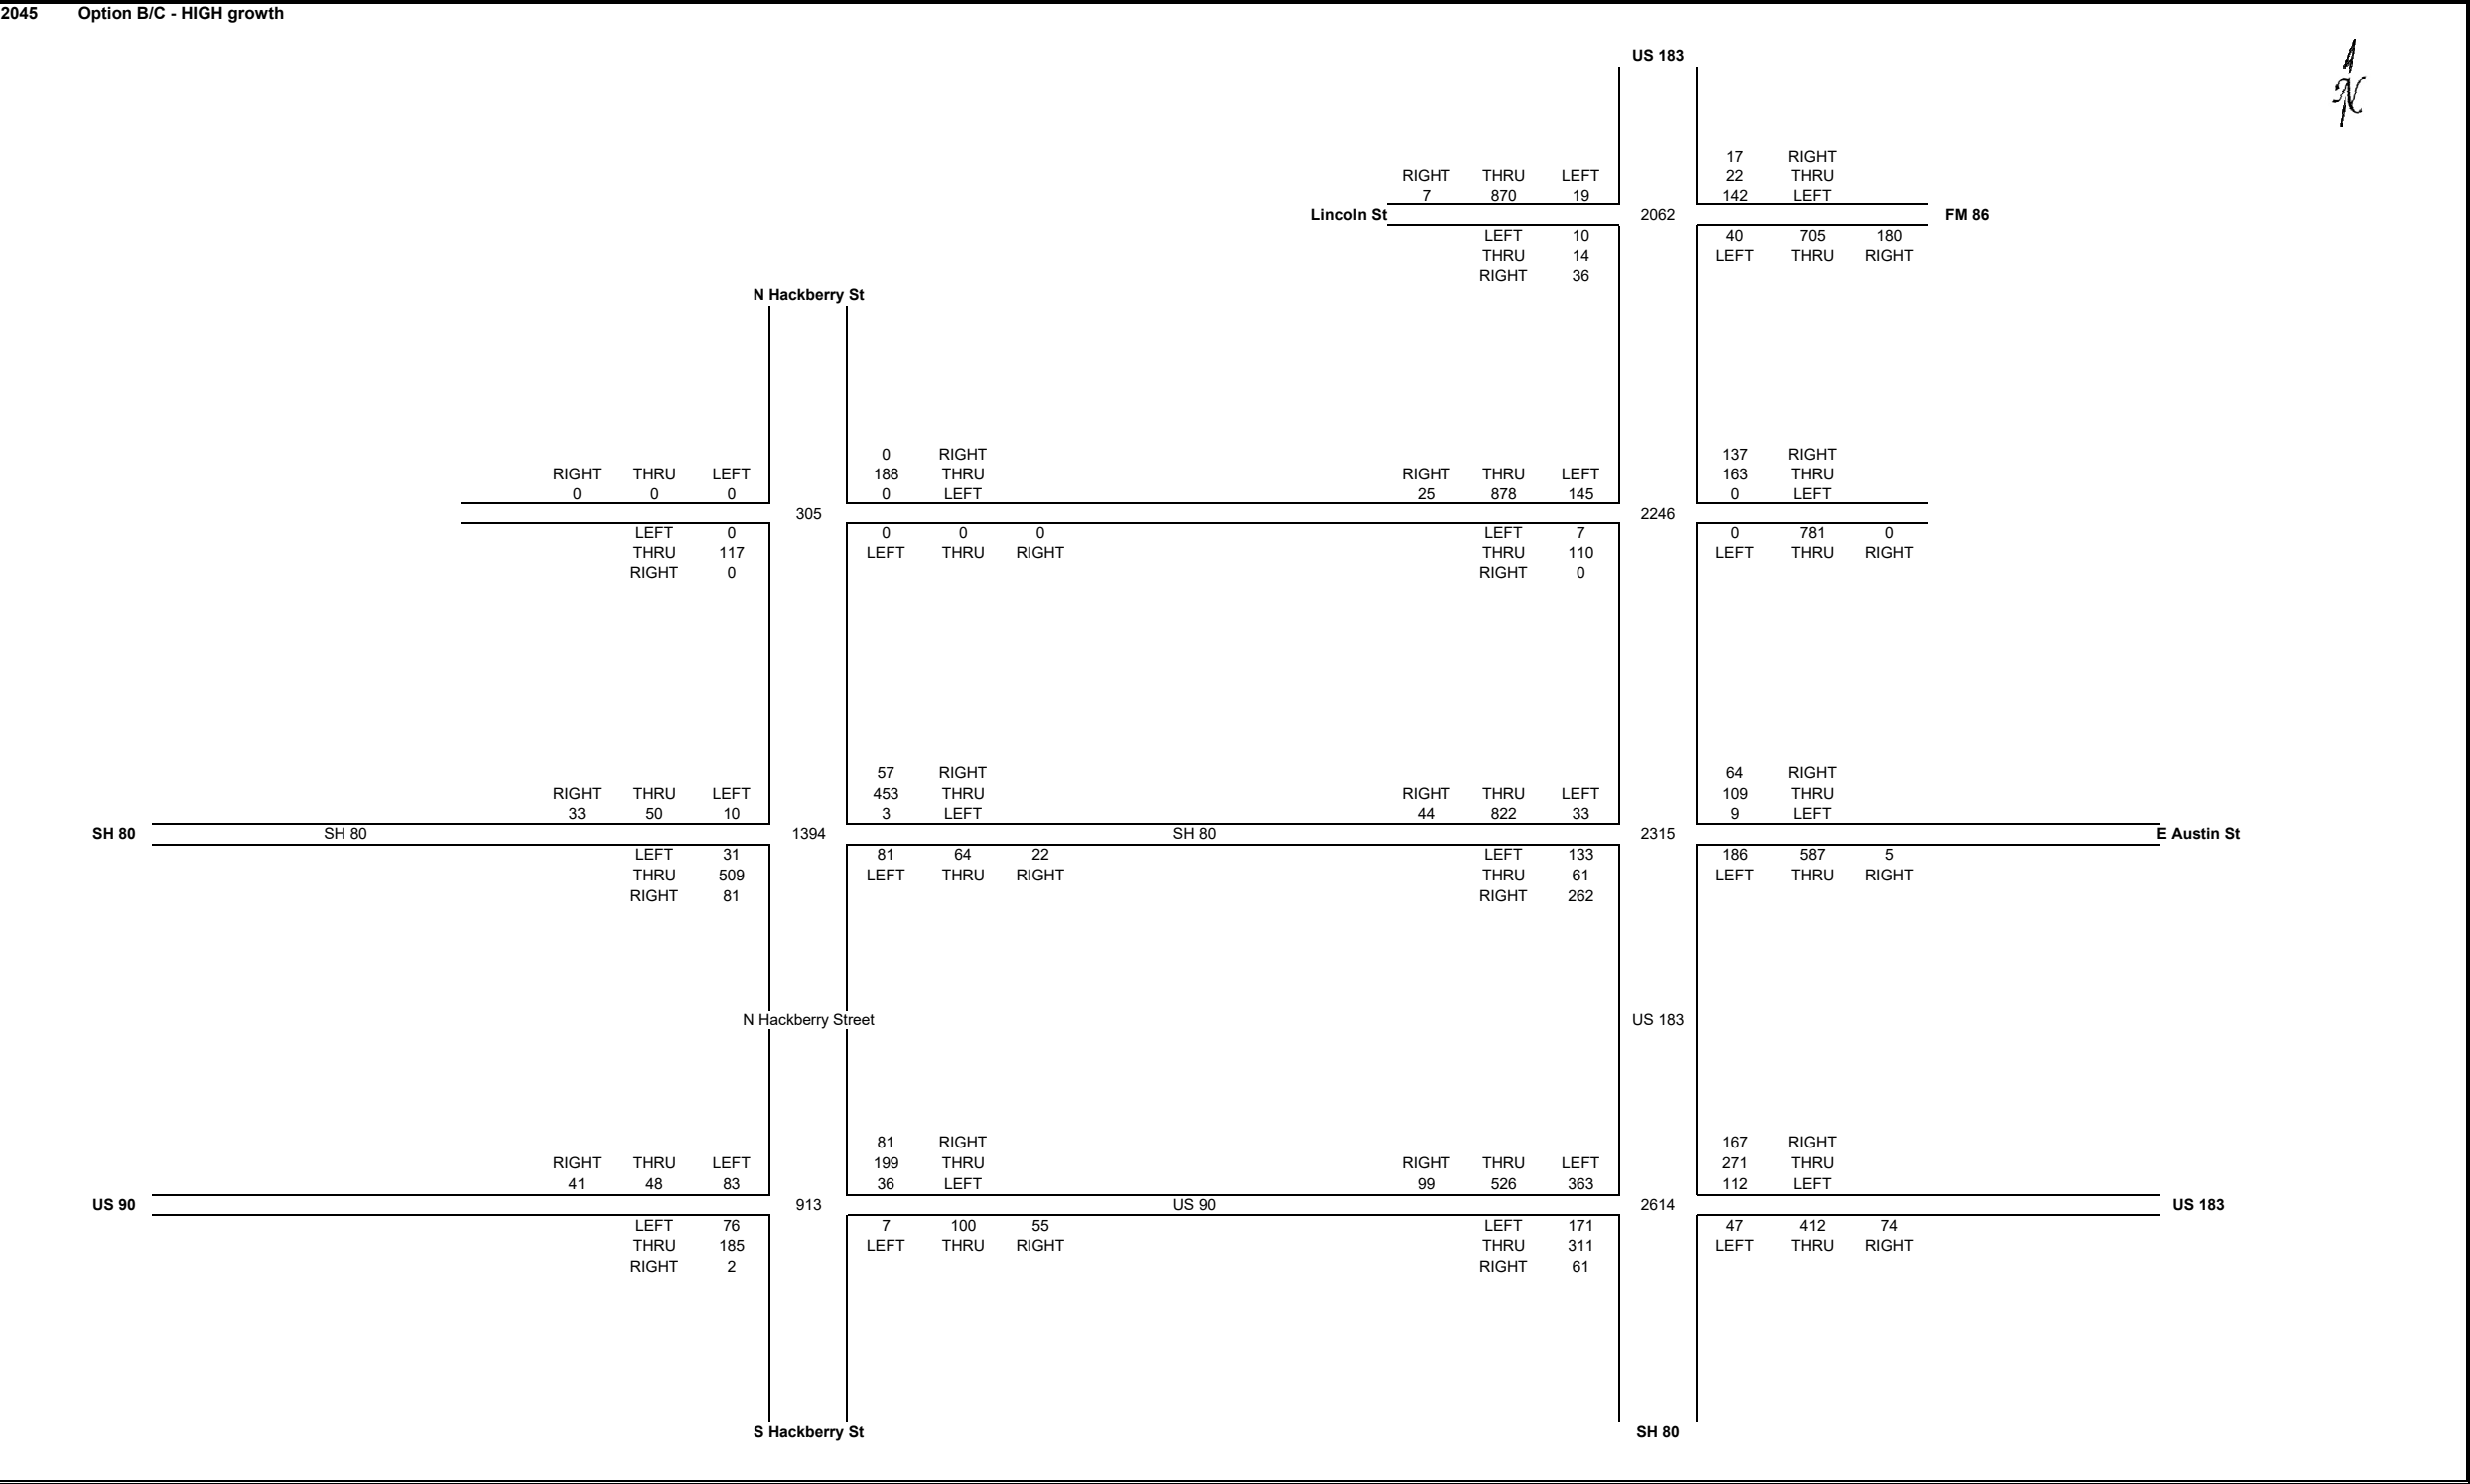 2045 Option B/C - HIGH growth
US 183
N
17 RIGHT
RIGHT THRU LEFT 22 THRU
7 870 19 142 LEFT
Lincoln St 2062 FM 86
LEFT 10 40 705 180
THRU 14 LEFT THRU RIGHT
RIGHT 36
N Hackberry St
0 RIGHT 137 RIGHT
RIGHT THRU LEFT 188 THRU RIGHT THRU LEFT 163 THRU
0 0 0 0 LEFT 25 878 145 0 LEFT
305 2246
LEFT 0 0 0 0 LEFT 7 0 781 0
THRU 117 LEFT THRU RIGHT THRU 110 LEFT THRU RIGHT
RIGHT 0 RIGHT 0
57 RIGHT 64 RIGHT
RIGHT THRU LEFT 453 THRU RIGHT THRU LEFT 109 THRU
33 50 10 3 LEFT 44 822 33 9 LEFT
SH 80 SH 80 1394 SH 80 2315 E Austin St
LEFT 31 81 64 22 LEFT 133 186 587 5
THRU 509 LEFT THRU RIGHT THRU 61 LEFT THRU RIGHT
RIGHT 81 RIGHT 262
N Hackberry Street US 183
81 RIGHT 167 RIGHT
RIGHT THRU LEFT 199 THRU RIGHT THRU LEFT 271 THRU
41 48 83 36 LEFT 99 526 363 112 LEFT
US 90 913 US 90 2614 US 183
LEFT 76 7 100 55 LEFT 171 47 412 74
THRU 185 LEFT THRU RIGHT THRU 311 LEFT THRU RIGHT
RIGHT 2 RIGHT 61
S Hackberry St SH 80